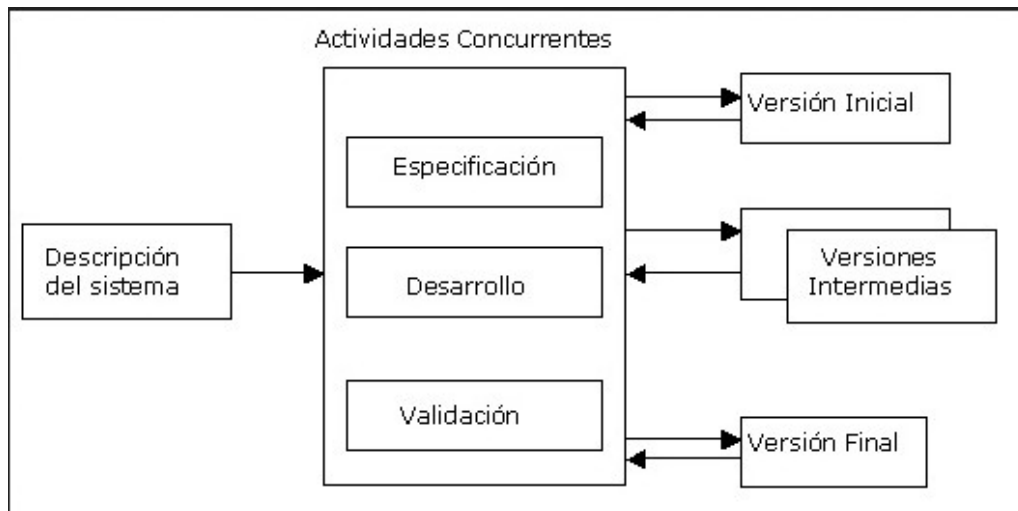 Actividades Concurrentes
Versión Inicial
Especificación
Descripción
del sistema
Desarrollo
Versiones
Intermedias
Validación
Versión Final